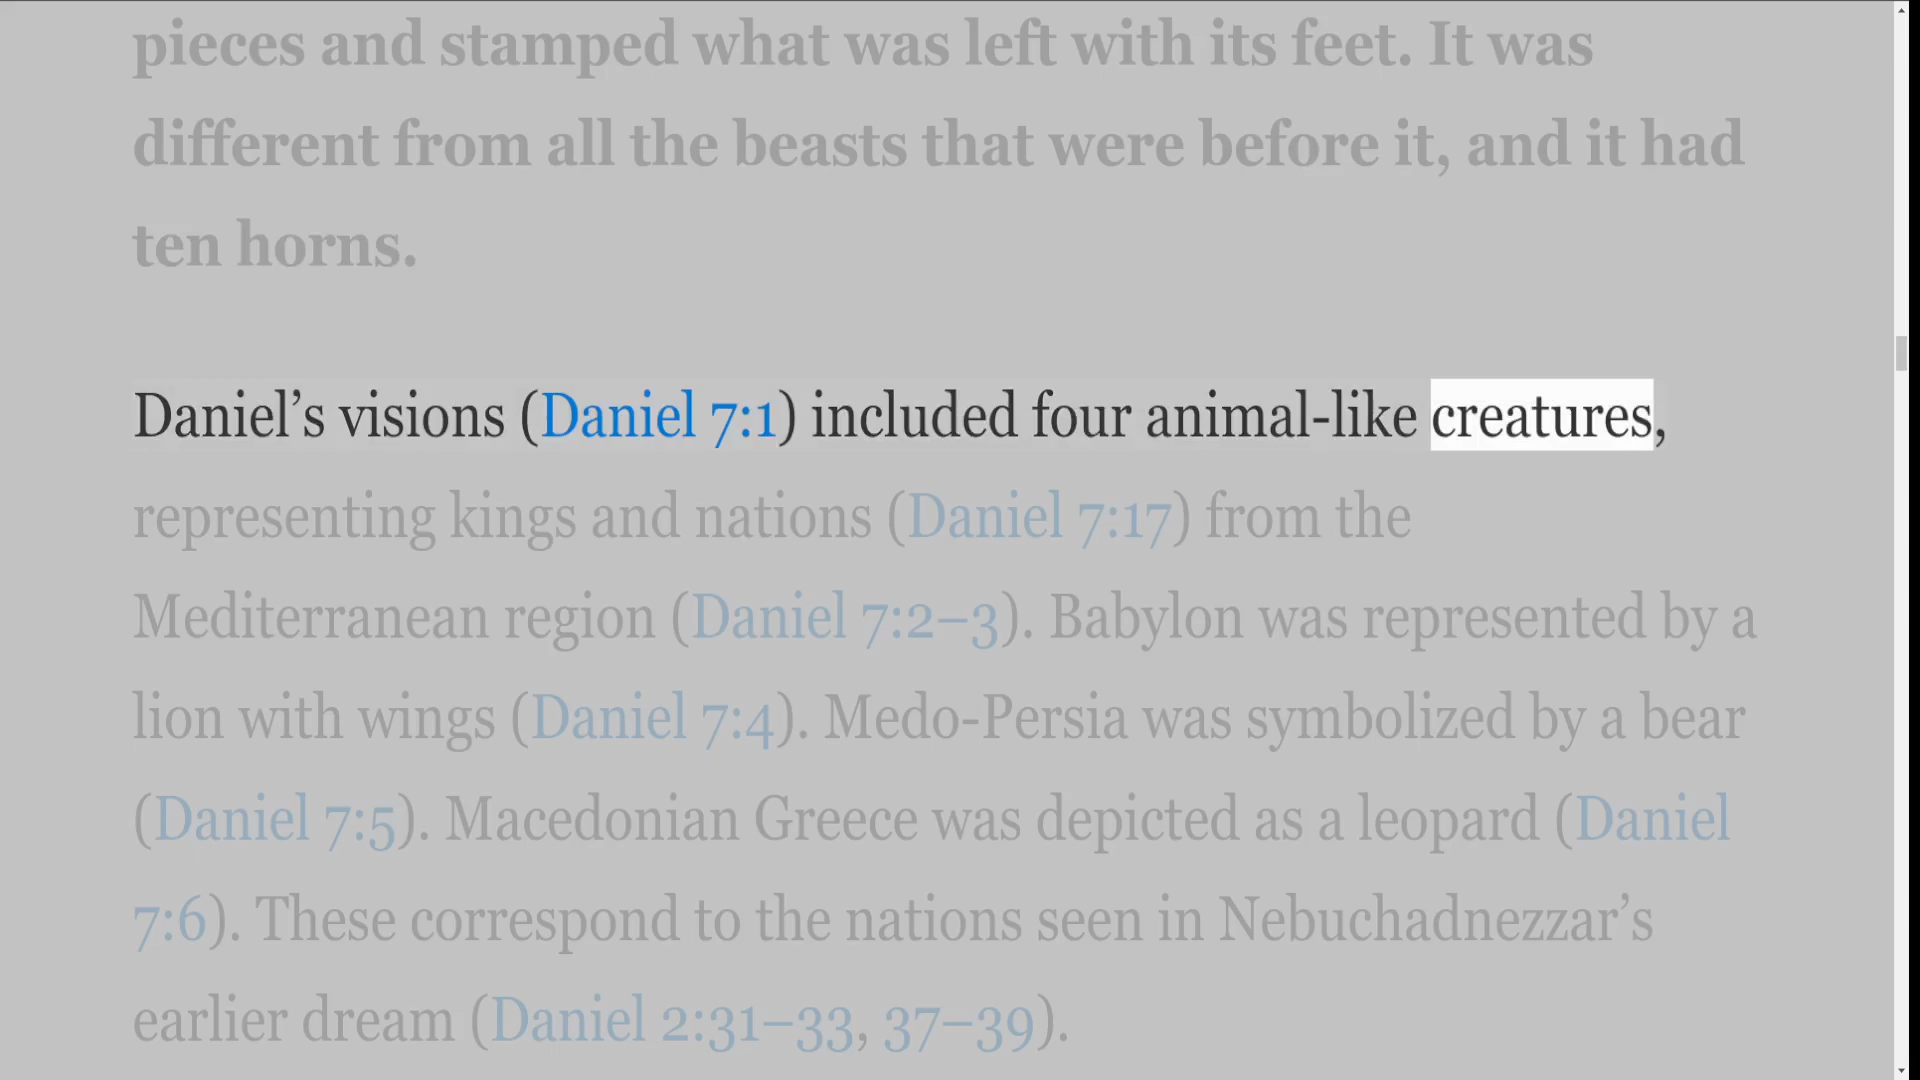 pieces and stamped what was left with its feet. It was
different from all the beasts that were before it, and it had
ten horns.
Daniel’s visions (Daniel 7:1) included four animal-like creatures,
representing kings and nations (Daniel 7:17) from the
Mediterranean region (Daniel 7:2–3). Babylon was represented by a
lion with wings (Daniel 7:4). Medo-Persia was symbolized by a bear
(Daniel 7:5). Macedonian Greece was depicted as a leopard (Daniel
7:6). These correspond to the nations seen in Nebuchadnezzar’s
earlier dream (Daniel 2:31–33, 37–39).